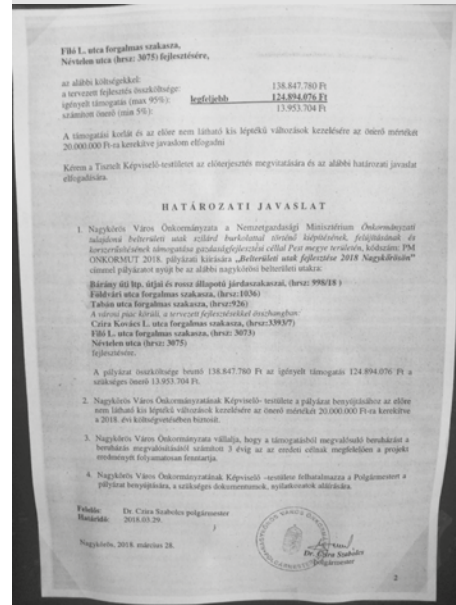 Filó L. utca forgalmas szakasza,
Névtelen utca (hrsz: 3075) fejlesztésére,
az alábbi költségekkel:
a tervezett fejlesztés összköltsége: 138.847.780 Ft
igényelt támogatás (max 95%): legfeljebb 124.894.076 Ft
számított önerő (min 5%): 13.953.704 Ft
A támogatási korlát és az előre nem látható kis léptékű változások kezelésére az önerő mértékét
20.000.000 Ft-ra kerekítve javaslom elfogadni
Kérem a Tisztelt Képviselő-testületet az előterjesztés megvitatására és az alábbi határozati javaslat
elfogadására.
HATÁROZATI JAVASLAT
1. Nagykőrös Város Önkormányzata a Nemzetgazdasági Minisztérium Önkormányzati
tulajdonú belterületi utak szilárd burkolattal történő kiépítésének, felújításának és
korszerűsítésének támogatása gazdaságfejlesztési céllal Pest megye területén, kódszám: PM
ONKORMUT 2018. pályázati kiírására „Belterületi utak fejlesztése 2018 Nagykőrösön”
címmel pályázatot nyújt be az alábbi nagykőrösi belterületi utakra:
Bárány úti ltp. útjai és rossz állapotú járdaszakaszai, (hrsz: 998/18 )
Földvári utca forgalmas szakasza, (hrsz:1036)
Tabán utca forgalmas szakasza, (hrsz:926)
A városi piac körüli, a tervezett fejlesztésekkel összhangban:
Czira Kovács L. utca forgalmas szakasza, (hrsz:3393/7)
Filó L. utca forgalmas szakasza, (hrsz: 3073)
Névtelen utca (hrsz: 3075)
fejlesztésére.
A pályázat összköltsége bruttó 138.847.780 Ft az igényelt támogatás 124.894.076 Ft a
szükséges önerő 13.953.704 Ft.
2. Nagykőrös Város Önkormányzatának Képviselő- testülete a pályázat benyújtásához az előre
nem látható kis léptékű változások kezelésére az önerő mértékét 20.000.000 Ft-ra kerekítve
a 2018. évi költségvetésében biztosít.
3. Nagykőrös Város Önkormányzata vállalja, hogy a támogatásból megvalósuló beruházást a
beruházás megvalósításától számított 3 évig az az eredeti célnak megfelelően a projekt
eredményét folyamatosan fenntartja.
4. Nagykőrös Város Önkormányzatának Képviselő -testülete felhatalmazza a Polgármestert a
pályázat benyújtására, a szükséges dokumentumok, nyilatkozatok aláírására.
Felelős: Dr. Czira Szabolcs polgármester
Határidő: 2018.03.29.
Nagykőrös, 2018. március 28.
Dr. Czira Szabolcs
polgármester
2